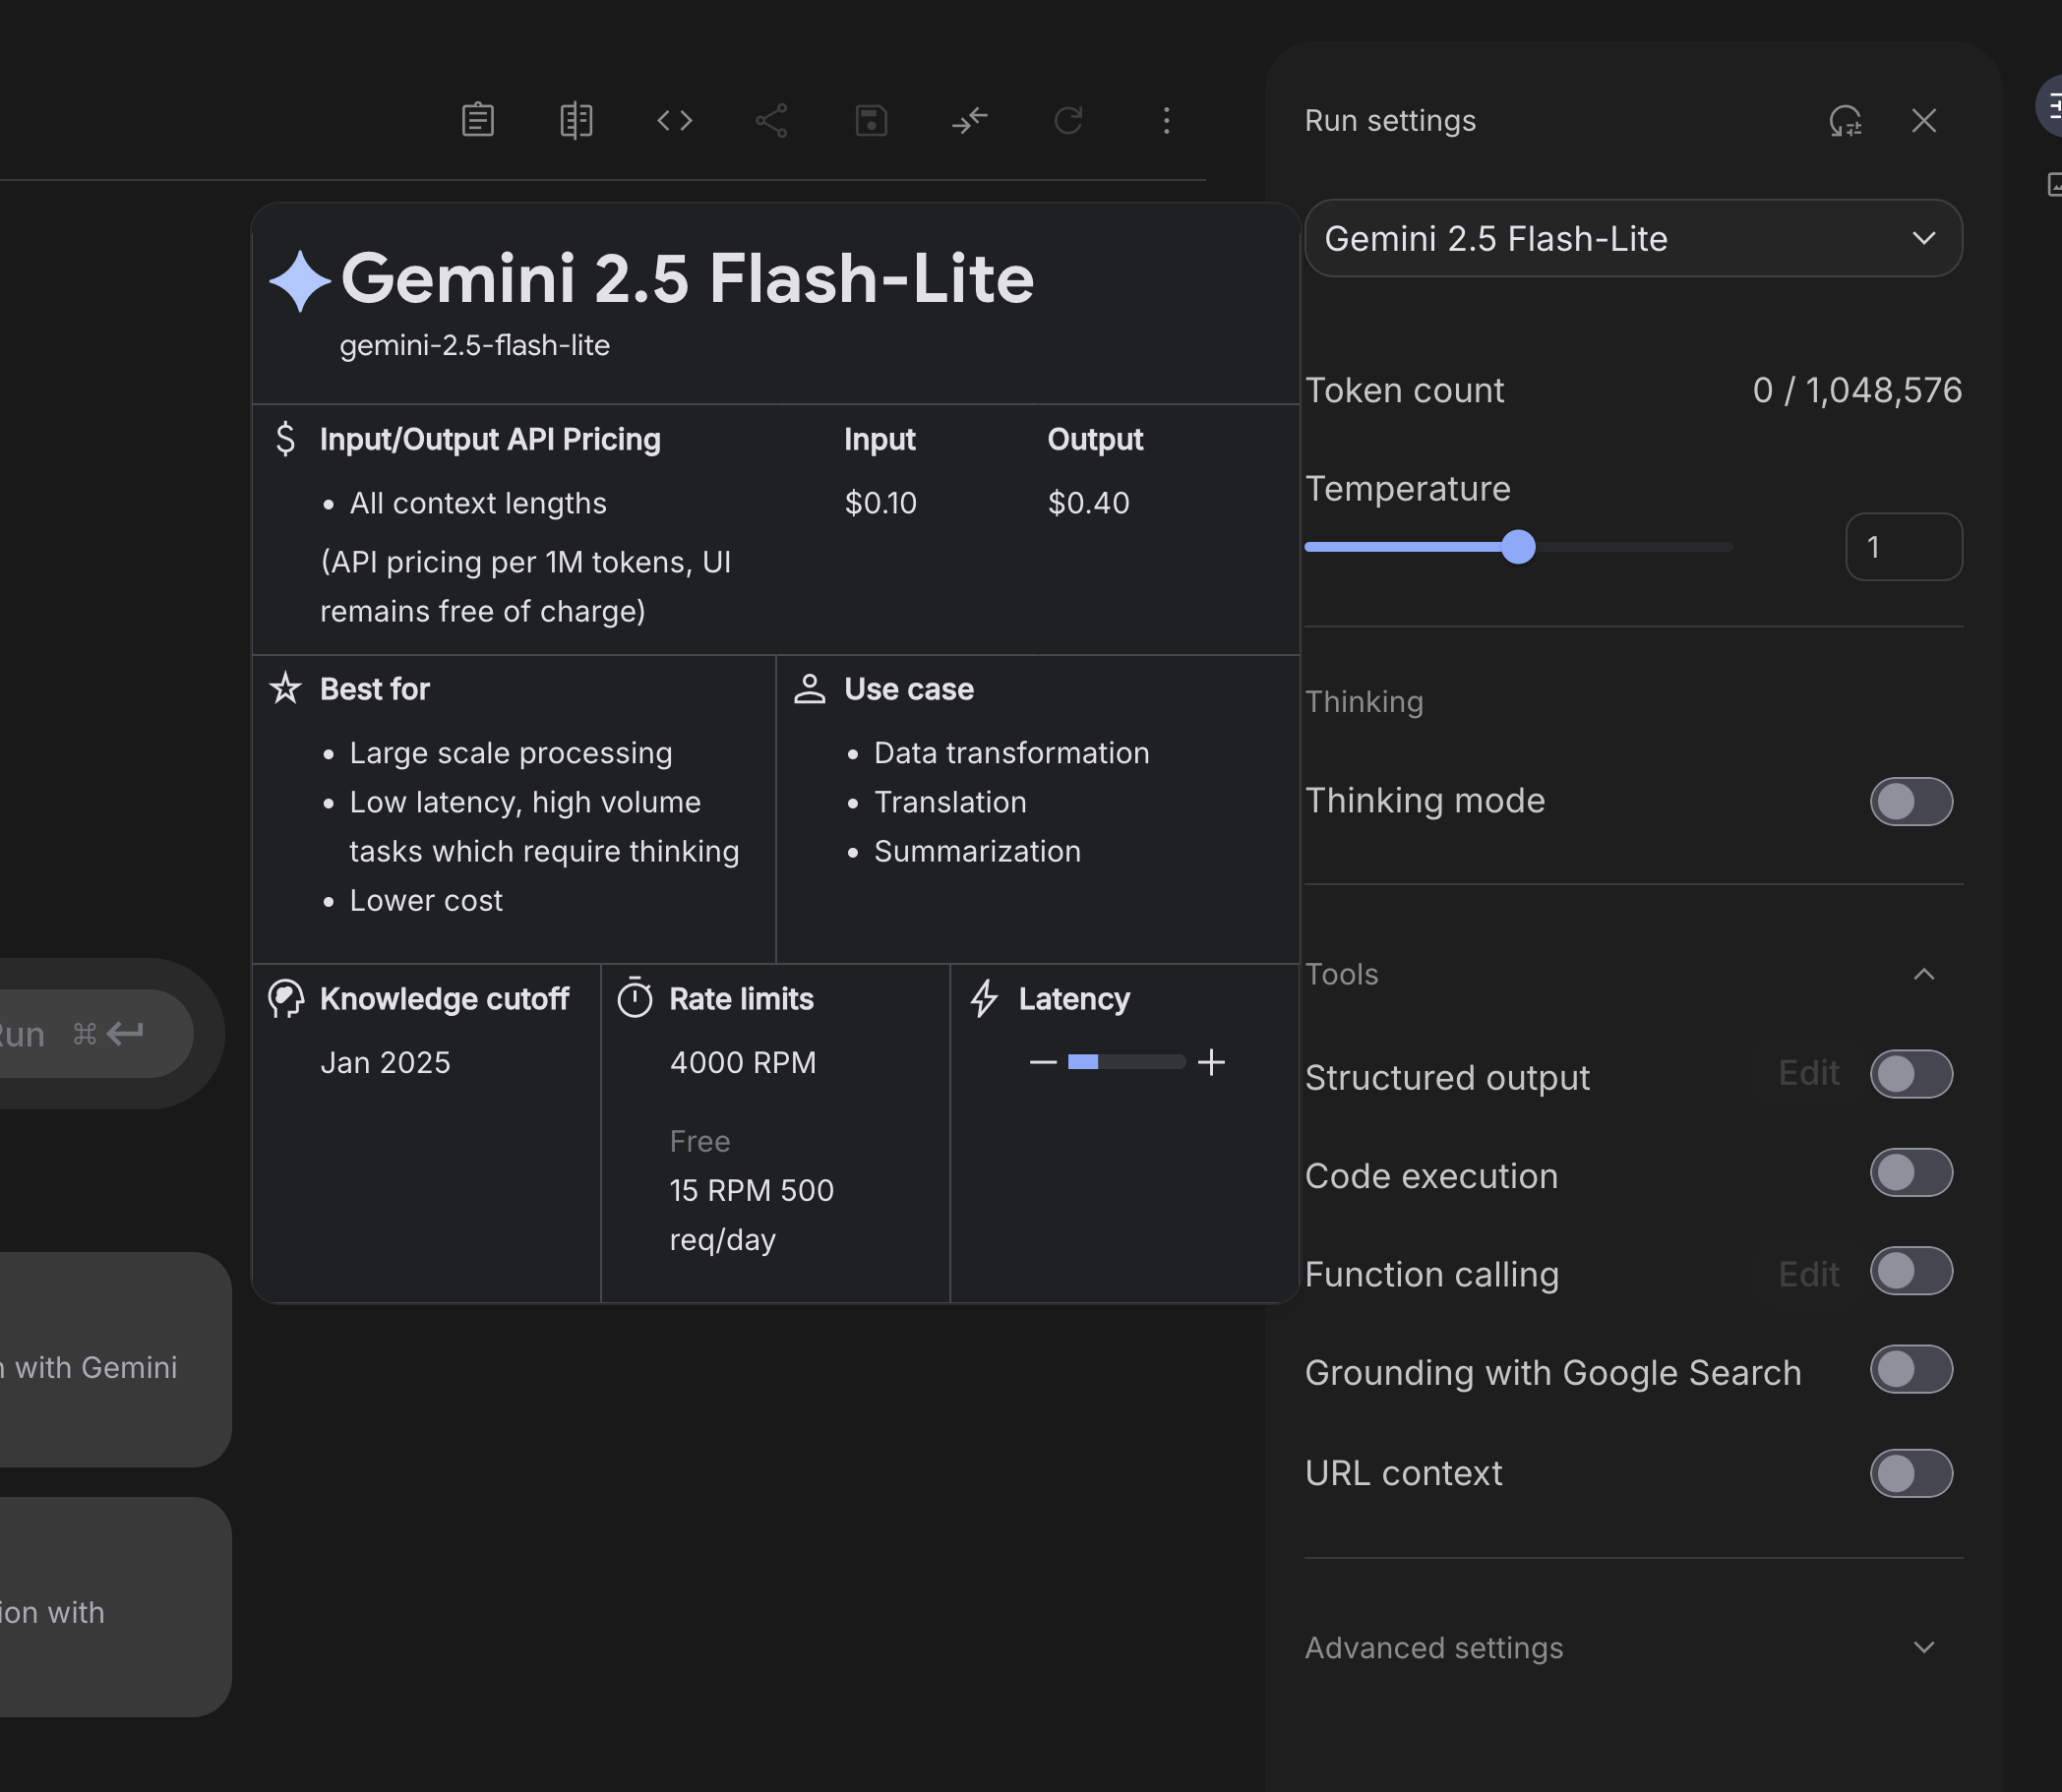 Run settings
Gemini 2.5 Flash-Lite
gemini-2.5-flash-lite
Input/Output API Pricing Input Output
• All context lengths $0.10 $0.40
(API pricing per 1M tokens, UI
remains free of charge)
Best for
• Large scale processing
• Low latency, high volume
tasks which require thinking
• Lower cost
Use case
• Data transformation
• Translation
• Summarization
Knowledge cutoff
Jan 2025
Rate limits
4000 RPM
Free
15 RPM 500
req/day
Latency
Gemini 2.5 Flash-Lite
Token count 0 / 1,048,576
Temperature
1
Thinking
Thinking mode
Tools
Structured output Edit
Code execution
Function calling Edit
Grounding with Google Search
URL context
Advanced settings
Run ⌘
with Gemini
with